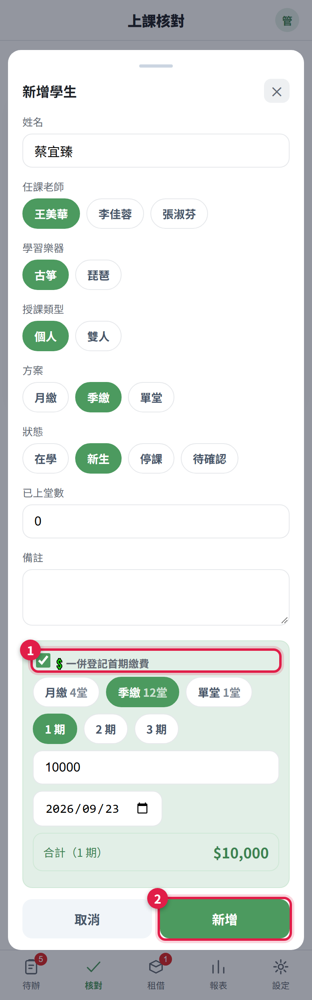 上課核對
管
新增學生
姓名
蔡宜臻
任課老師
王美華 李佳蓉 張淑芬
學習樂器
古箏 琵琶
授課類型
個人 雙人
方案
月繳 季繳 單堂
狀態
在學 新生 停課 待確認
已上堂數
0
備註
1
一併登記首期繳費
月繳 4堂 季繳 12堂 單堂 1堂
1 期 2 期 3 期
10000
2026/09/23
合計（1 期） $10,000
2
取消 新增
5 1
待辦 核對 租借 報表 設定